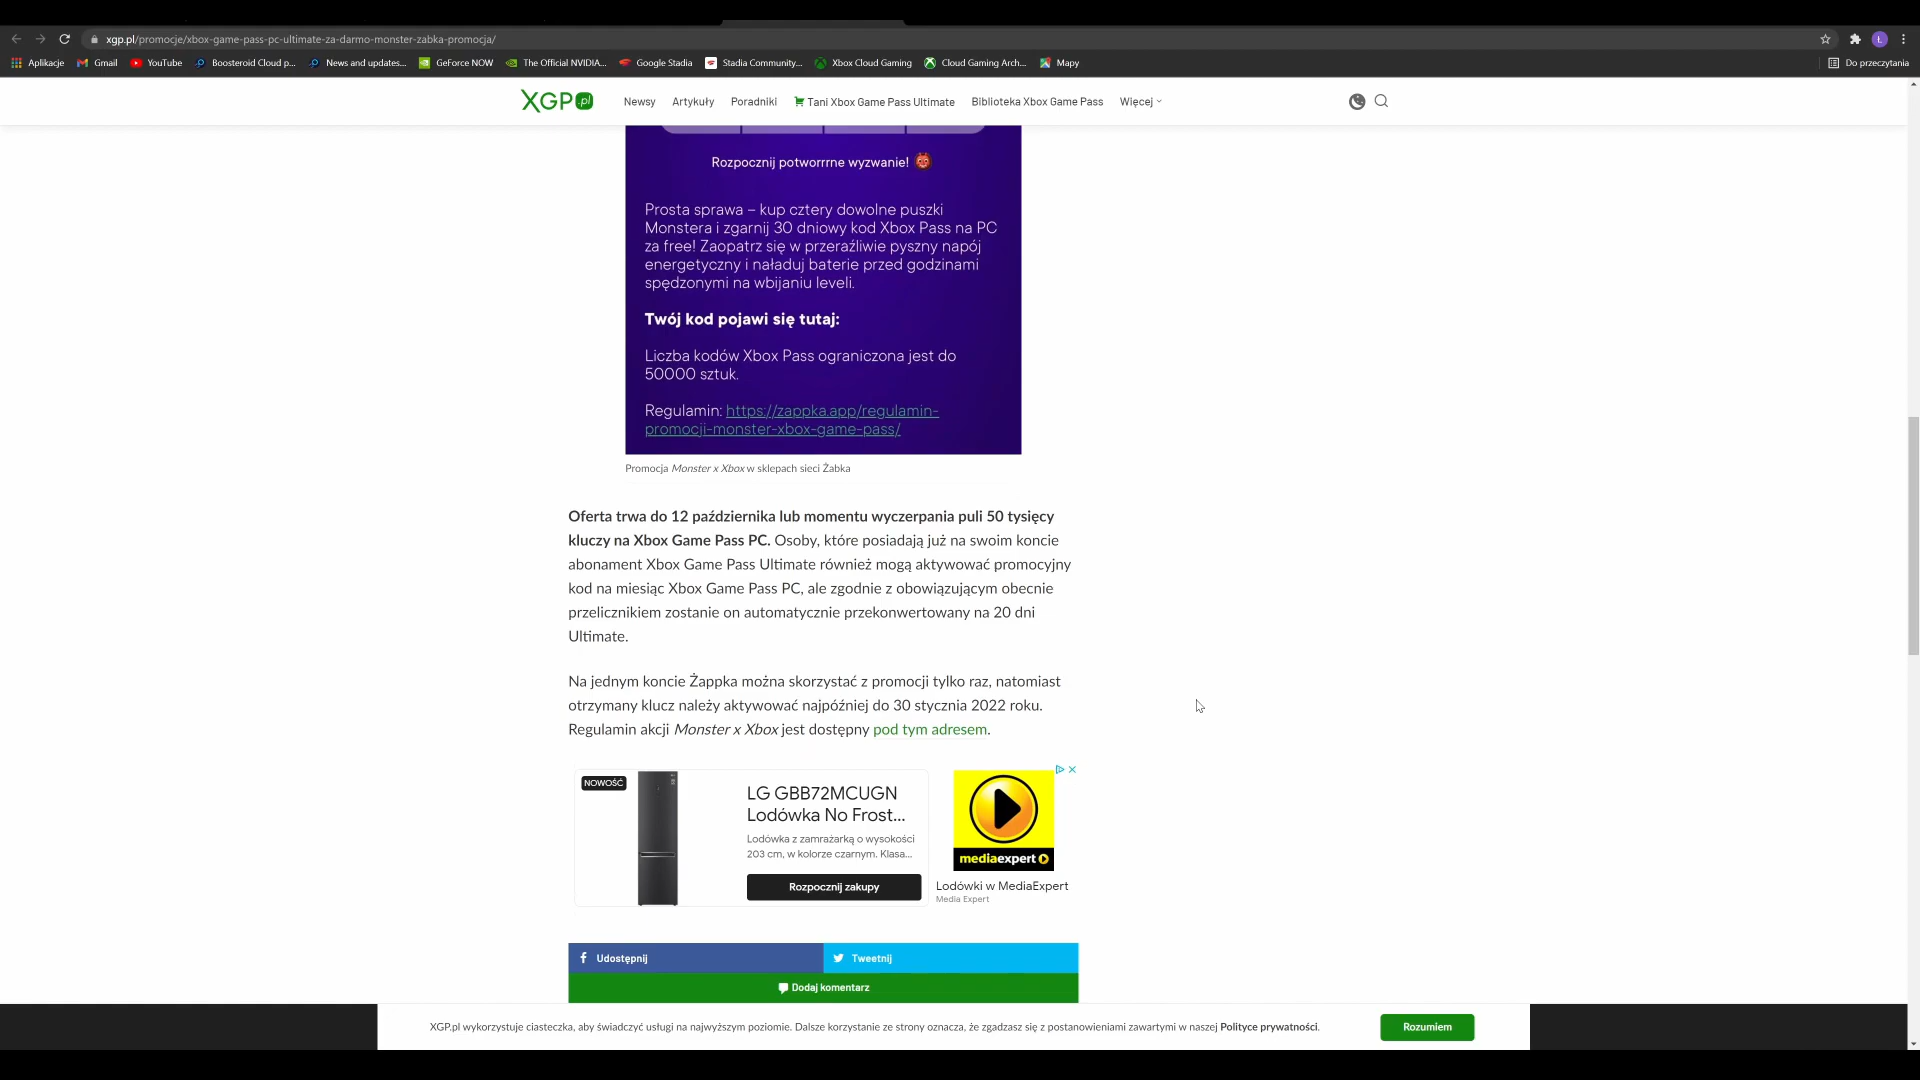 xgp.pl/promocje/xbox-game-pass-pc-ultimate-za-darmo-monster-zabka-promocja/
Aplikacje Gmail YouTube Boosteroid Cloud p... News and updates... GeForce NOW The Official NVIDIA... Google Stadia Stadia Community... Xbox Cloud Gaming Cloud Gaming Arch... Mapy Do przeczytania
XGP.pl Newsy Artykuły Poradniki Tani Xbox Game Pass Ultimate Biblioteka Xbox Game Pass Więcej
Rozpocznij potworrrne wyzwanie!
Prosta sprawa – kup cztery dowolne puszki
Monstera i zgarnij 30 dniowy kod Xbox Pass na PC
za free! Zaopatrz się w przeraźliwie pyszny napój
energetyczny i naładuj baterie przed godzinami
spędzonymi na wbijaniu leveli.
Twój kod pojawi się tutaj:
Liczba kodów Xbox Pass ograniczona jest do
50000 sztuk.
Regulamin: https://zappka.app/regulamin-
promocji-monster-xbox-game-pass/
Promocja Monster x Xbox w sklepach sieci Żabka
Oferta trwa do 12 października lub momentu wyczerpania puli 50 tysięcy
kluczy na Xbox Game Pass PC. Osoby, które posiadają już na swoim koncie
abonament Xbox Game Pass Ultimate również mogą aktywować promocyjny
kod na miesiąc Xbox Game Pass PC, ale zgodnie z obowiązującym obecnie
przelicznikiem zostanie on automatycznie przekonwertowany na 20 dni
Ultimate.
Na jednym koncie Żappka można skorzystać z promocji tylko raz, natomiast
otrzymany klucz należy aktywować najpóźniej do 30 stycznia 2022 roku.
Regulamin akcji Monster x Xbox jest dostępny pod tym adresem.
NOWOŚĆ
LG GBB72MCUGN
Lodówka No Frost...
Lodówka z zamrażarką o wysokości
203 cm, w kolorze czarnym. Klasa...
Rozpocznij zakupy
mediaexpert
Lodówki w MediaExpert
Media Expert
Udostępnij Tweetnij
Dodaj komentarz
XGP.pl wykorzystuje ciasteczka, aby świadczyć usługi na najwyższym poziomie. Dalsze korzystanie ze strony oznacza, że zgadzasz się z postanowieniami zawartymi w naszej Polityce prywatności.
Rozumiem